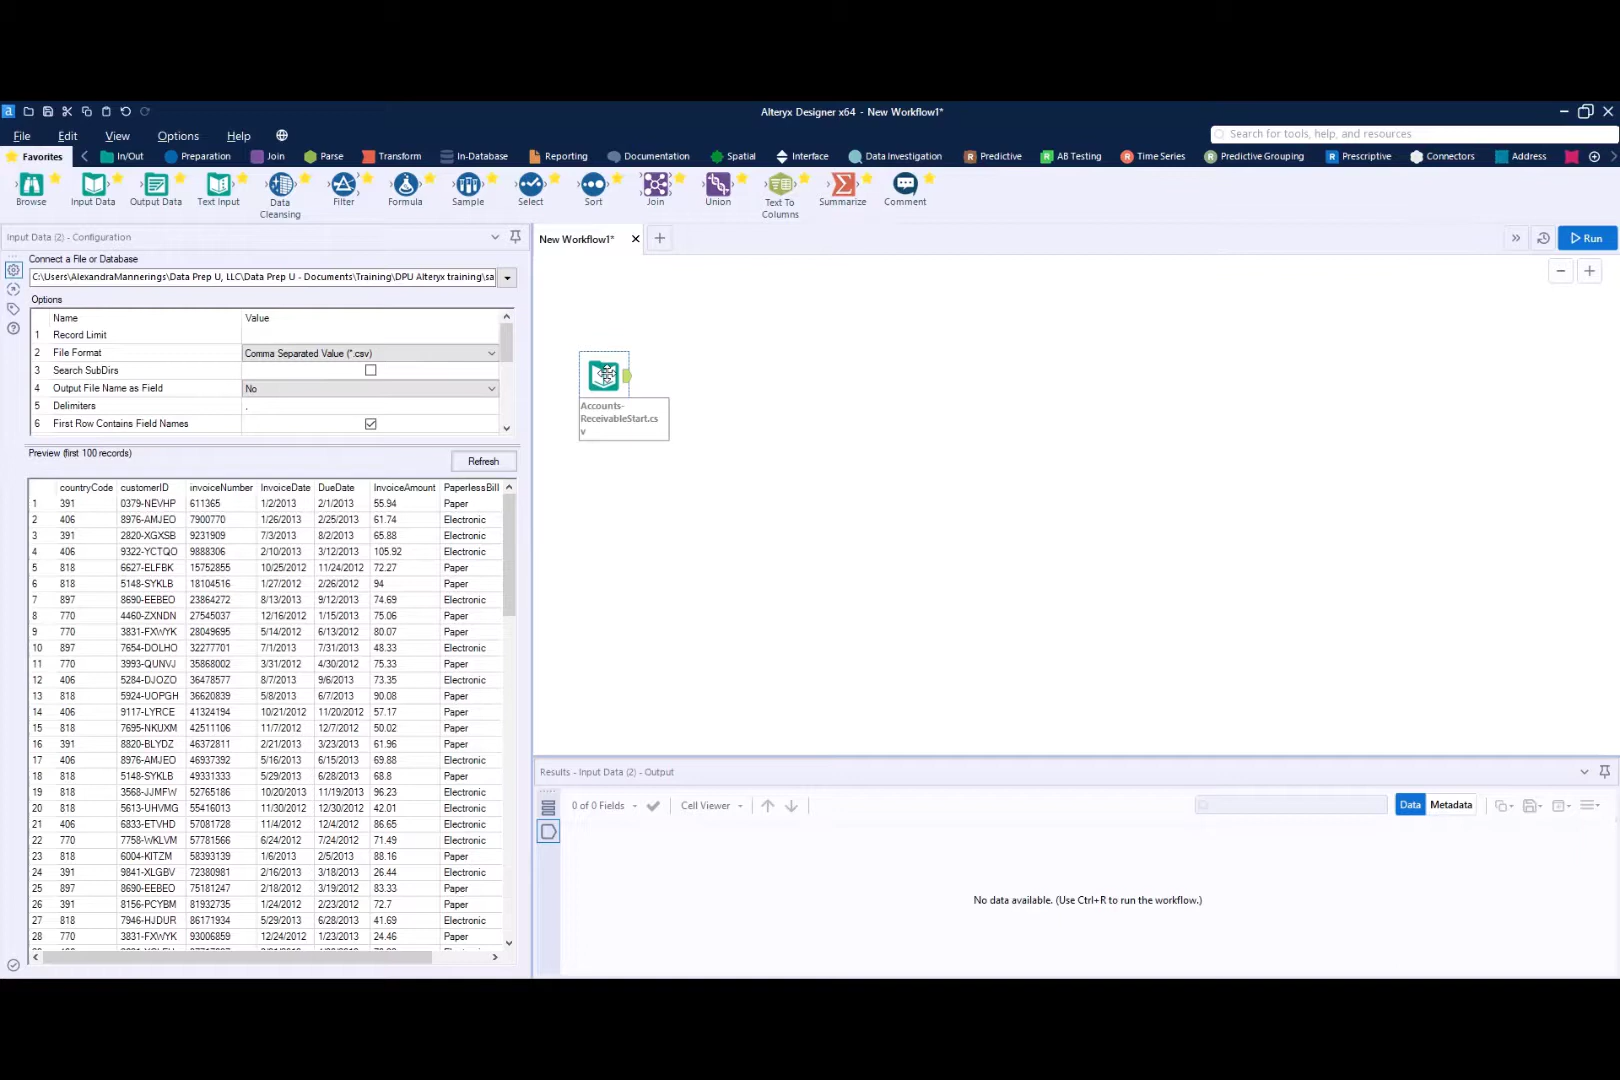 Alteryx Designer x64 - New Workflow1*
File Edit View Options Help
Search for tools, help, and resources
Favorites In/Out Preparation Join Parse Transform In-Database Reporting Documentation Spatial Interface Data Investigation Predictive AB Testing Time Series Predictive Grouping Prescriptive Connectors Address
Browse Input Data Output Data Text Input Data Cleansing Filter Formula Sample Select Sort Join Union Text To Columns Summarize Comment
Input Data (2) - Configuration
New Workflow1*
Run
Connect a File or Database
C:\Users\AlexandraMannerings\Data Prep U, LLC\Data Prep U - Documents\Training\DPU Alteryx training\sa
Options
Name Value
1 Record Limit
2 File Format Comma Separated Value (*.csv)
3 Search SubDirs
4 Output File Name as Field No
5 Delimiters ,
6 First Row Contains Field Names
Accounts-
ReceivableStart.cs
v
Preview (first 100 records)
Refresh
countryCode customerID invoiceNumber InvoiceDate DueDate InvoiceAmount PaperlessBill
1 391 0379-NEVHP 611365 1/2/2013 2/1/2013 55.94 Paper
2 406 8976-AMJEO 7900770 1/26/2013 2/25/2013 61.74 Electronic
3 391 2820-XGXSB 9231909 7/3/2013 8/2/2013 65.88 Electronic
4 406 9322-YCTQO 9888306 2/10/2013 3/12/2013 105.92 Electronic
5 818 6627-ELFBK 15752855 10/25/2012 11/24/2012 72.27 Paper
6 818 5148-SYKLB 18104516 1/27/2012 2/26/2012 94 Paper
7 897 8690-EEBEO 23864272 8/13/2013 9/12/2013 74.69 Electronic
8 770 4460-ZXNDN 27545037 12/16/2012 1/15/2013 75.06 Paper
9 770 3831-FXWYK 28049695 5/14/2012 6/13/2012 80.07 Paper
10 897 7654-DOLHO 32277701 7/1/2013 7/31/2013 48.33 Electronic
11 770 3993-QUNVJ 35868002 3/31/2012 4/30/2012 75.33 Paper
12 406 5284-DJOZO 36478577 8/7/2013 9/6/2013 73.35 Electronic
13 818 5924-UOPGH 36620839 5/8/2013 6/7/2013 90.08 Paper
14 406 9117-LYRCE 41324194 10/21/2012 11/20/2012 57.17 Paper
15 818 7695-NKUXM 42511106 11/7/2012 12/7/2012 50.02 Paper
16 391 8820-BLYDZ 46372811 2/21/2013 3/23/2013 61.96 Electronic
17 406 8976-AMJEO 46937392 5/16/2013 6/15/2013 69.88 Electronic
18 818 5148-SYKLB 49331333 5/29/2013 6/28/2013 68.8 Electronic
19 818 3568-JJMFW 52765186 10/20/2013 11/19/2013 96.23 Electronic
20 818 5613-UHVMG 55416013 11/30/2012 12/30/2012 42.01 Electronic
21 406 6833-ETVHD 57081728 11/4/2012 12/4/2012 86.65 Electronic
22 770 7758-WKLVM 57781566 6/24/2012 7/24/2012 71.49 Electronic
23 818 6004-KITZM 58393139 1/6/2013 2/5/2013 88.16 Paper
24 391 9841-XLGBV 72380981 2/16/2013 3/18/2013 26.44 Electronic
25 897 8690-EEBEO 75181247 2/18/2012 3/19/2012 83.33 Paper
26 391 8156-PCYBM 81932735 1/24/2012 2/23/2012 72.7 Paper
27 818 7946-HJDUR 86171934 5/29/2013 6/28/2013 41.69 Electronic
28 770 3831-FXWYK 93006859 12/24/2012 1/23/2013 24.46 Paper
Results - Input Data (2) - Output
0 of 0 Fields Cell Viewer Data Metadata
No data available. (Use Ctrl+R to run the workflow.)